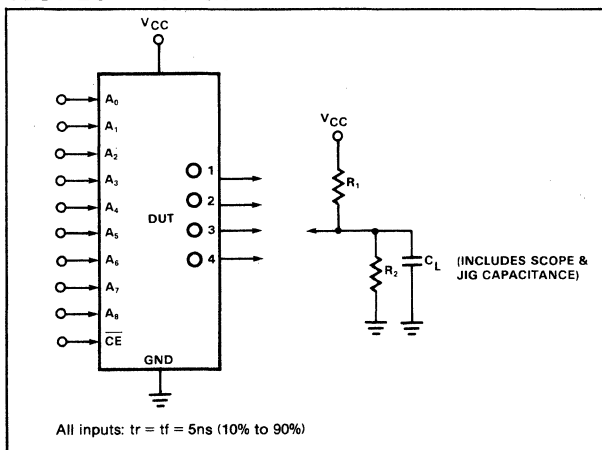 VCC
A0
A1
A2
A3
A4
A5
A6
A7
A8
CE
DUT
O 1
O 2
O 3
O 4
GND
VCC
R1
R2
CL
(INCLUDES SCOPE &
JIG CAPACITANCE)
All inputs: tr = tf = 5ns (10% to 90%)